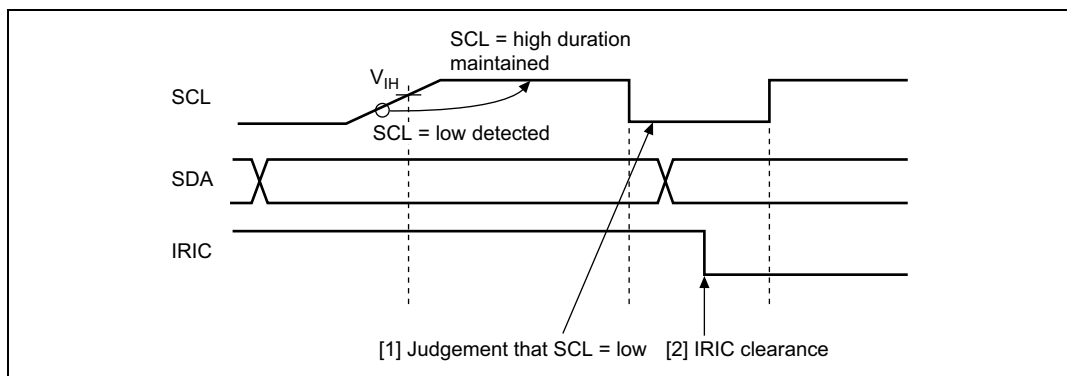 SCL = high duration
maintained
V_IH
SCL
SCL = low detected
SDA
IRIC
[1] Judgement that SCL = low [2] IRIC clearance